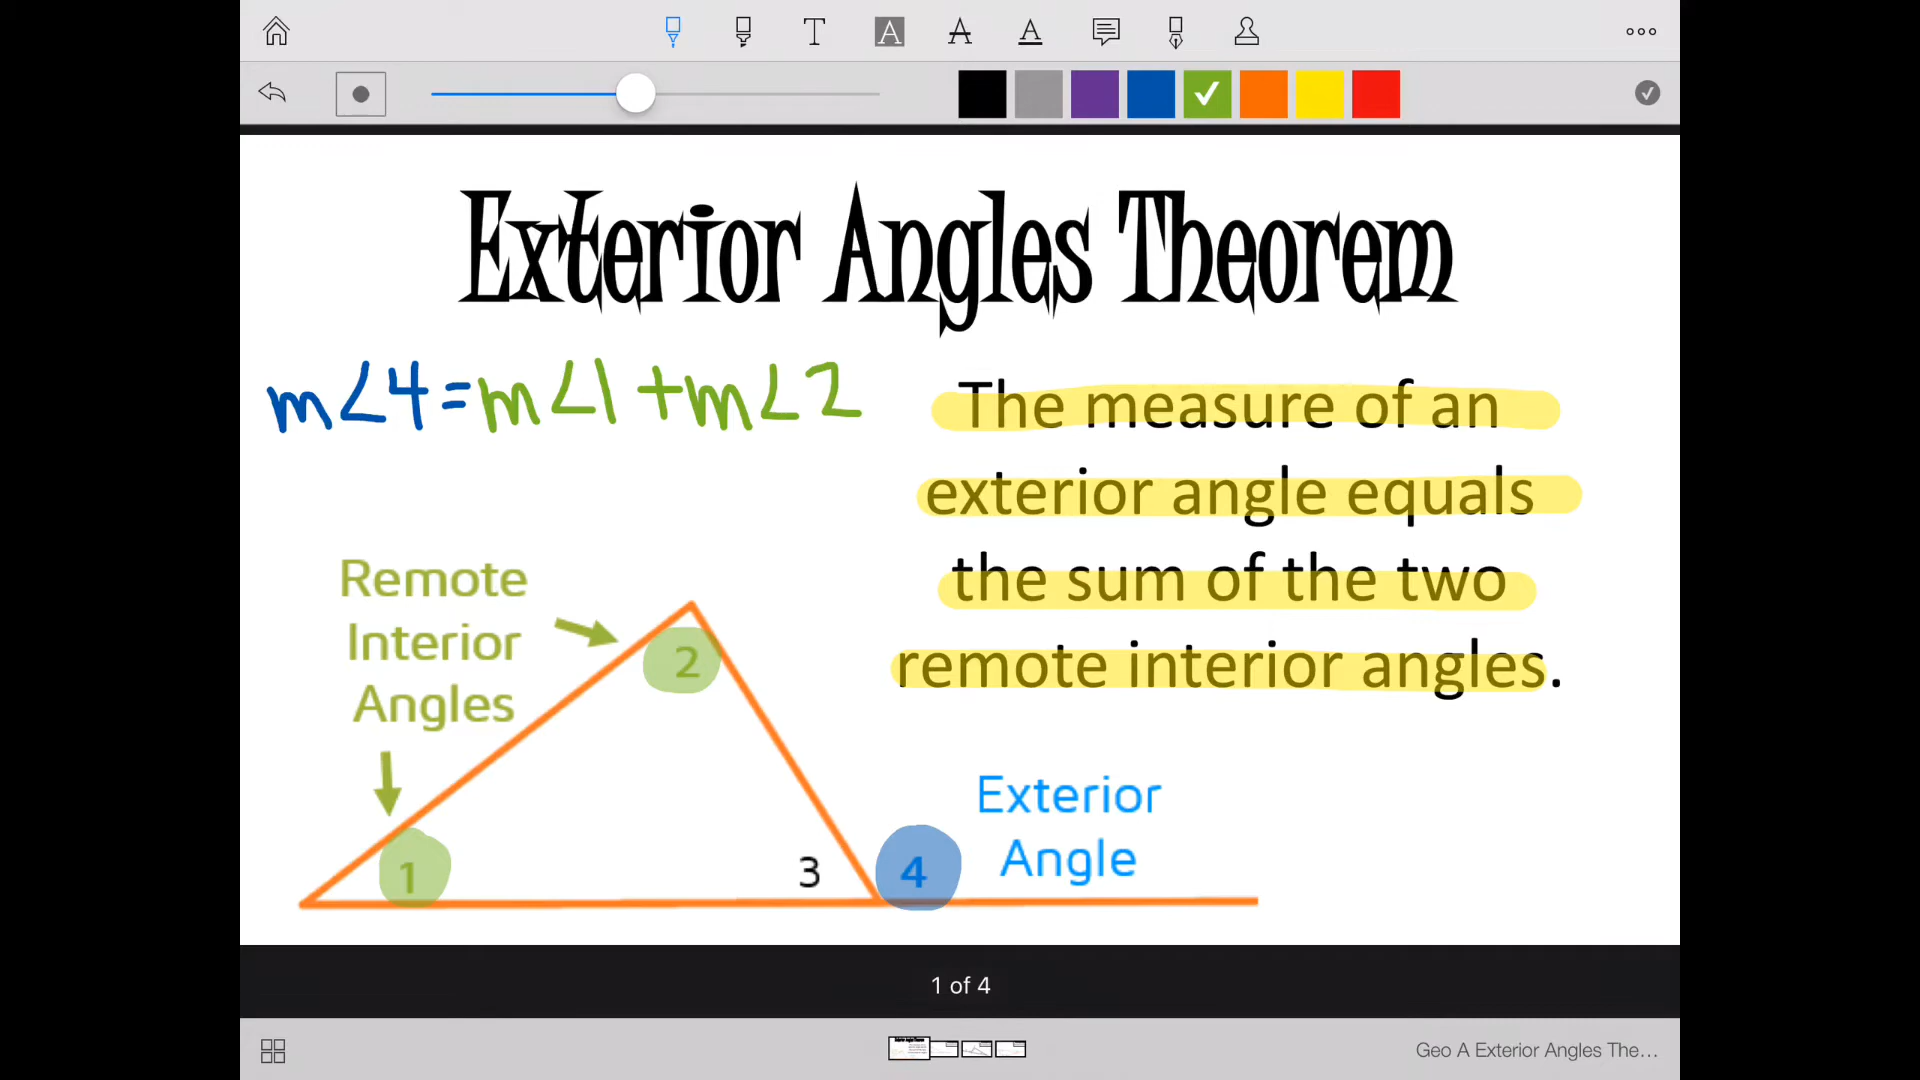 T A A A
Exterior Angles Theorem
m∠4=m∠1+m∠2
The measure of an
exterior angle equals
the sum of the two
remote interior angles.
Remote
Interior
Angles
2
Exterior
Angle
1
3
4
1 of 4
Geo A Exterior Angles The...